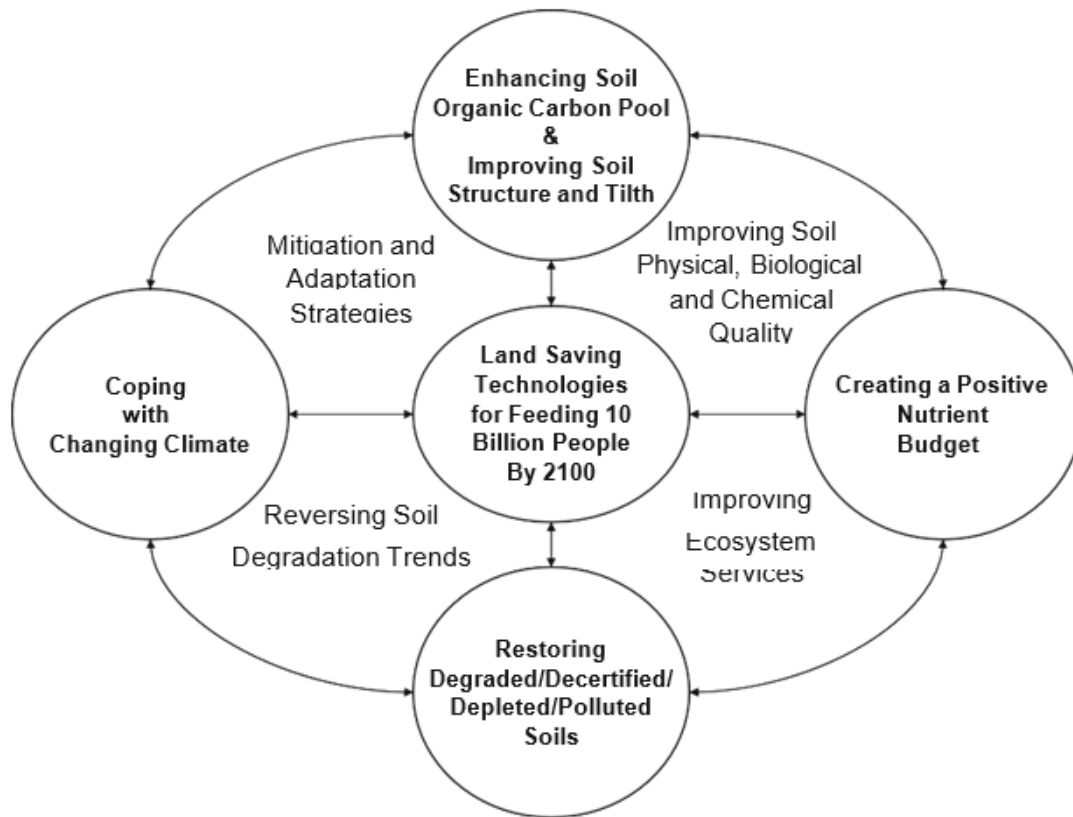 Enhancing Soil
Organic Carbon Pool
&
Improving Soil
Structure and Tilth
Mitigation and
Adaptation
Strategies
Improving Soil
Physical, Biological
and Chemical
Quality
Coping
with
Changing Climate
Land Saving
Technologies
for Feeding 10
Billion People
By 2100
Creating a Positive
Nutrient
Budget
Reversing Soil
Degradation Trends
Improving
Ecosystem
Services
Restoring
Degraded/Decertified/
Depleted/Polluted
Soils